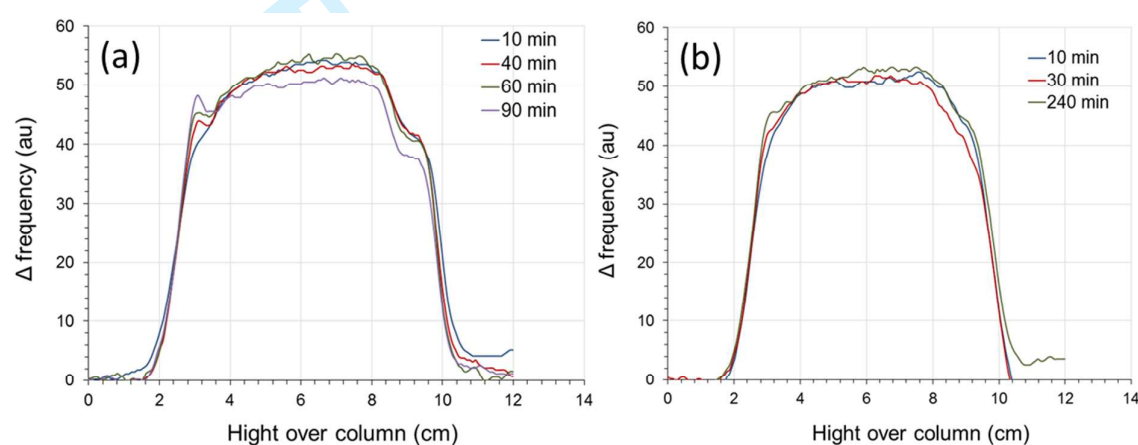 (a)
10 min
40 min
60 min
90 min
60
50
40
30
20
10
0
0 2 4 6 8 10 12 14
Δ frequency (au)
Hight over column (cm)
(b)
10 min
30 min
240 min
60
50
40
30
20
10
0
0 2 4 6 8 10 12 14
Δ frequency (au)
Hight over column (cm)